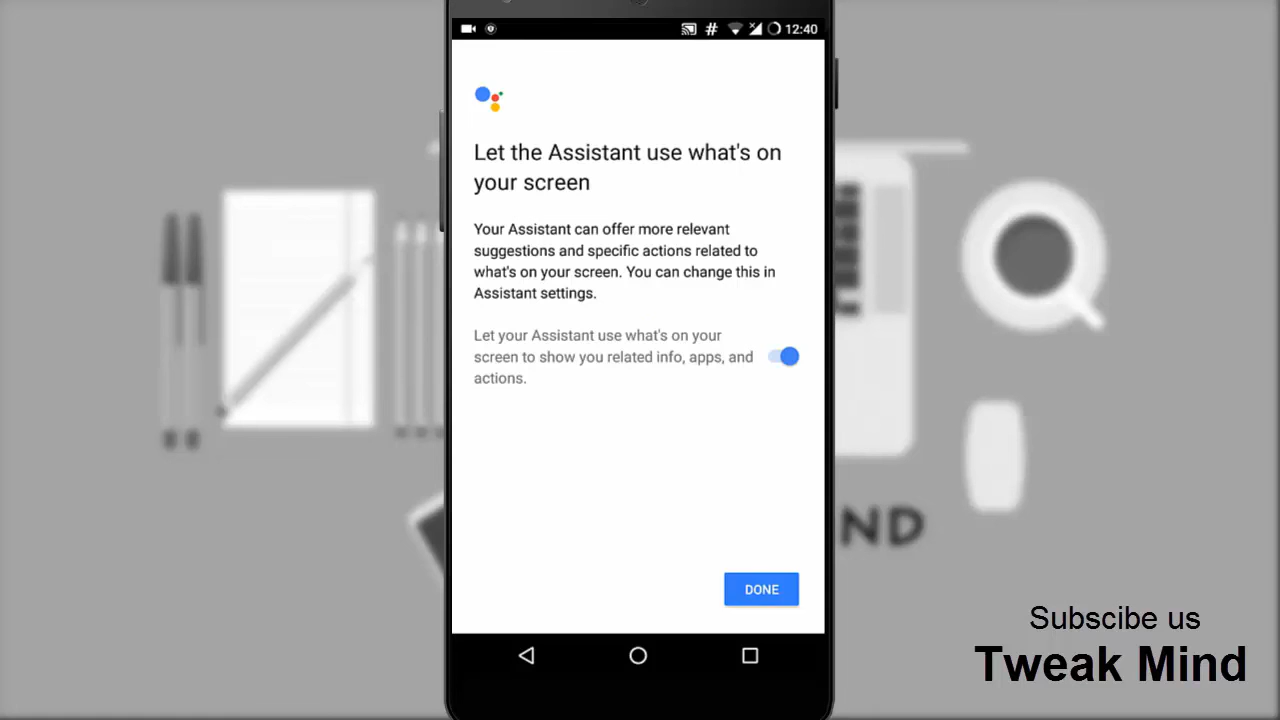 12:40
Let the Assistant use what's on
your screen
Your Assistant can offer more relevant
suggestions and specific actions related to
what's on your screen. You can change this in
Assistant settings.
Let your Assistant use what's on your
screen to show you related info, apps, and
actions.
DONE
ND
Subscibe us
Tweak Mind